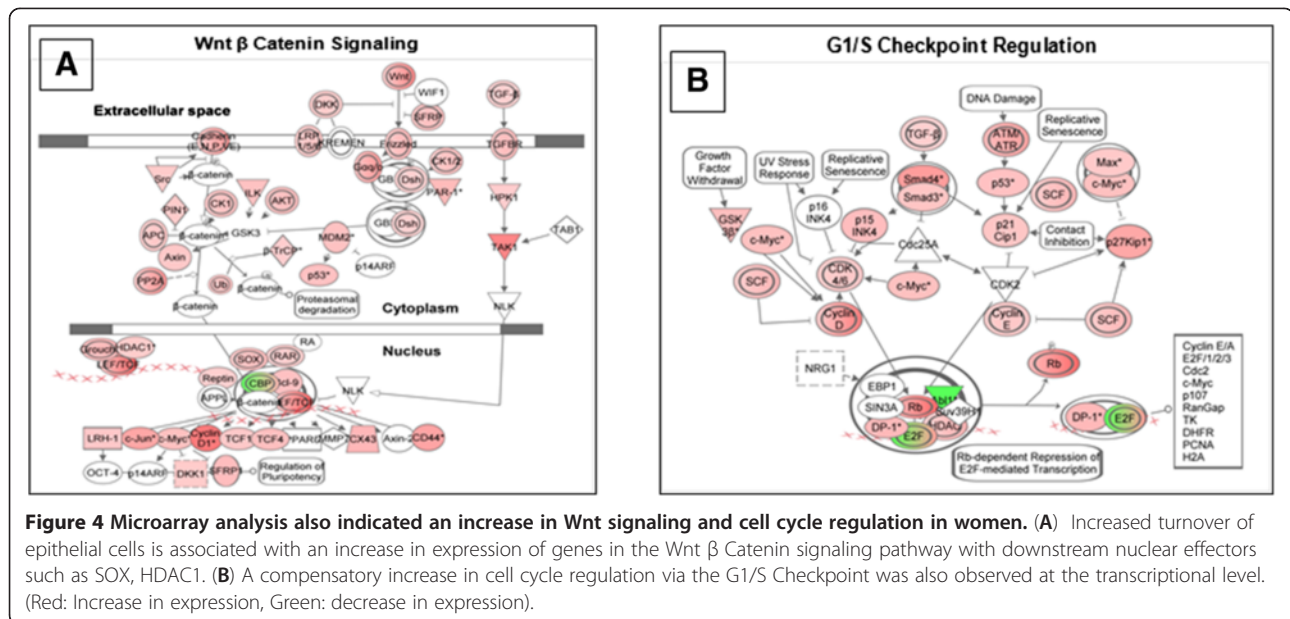 Wnt β Catenin Signaling
A
Extracellular space
Wnt
WIF1
SFRP
DKK
TGF-β
Cadherin
(E,N,P,VE)
LRP
1/5/6
KREMEN
Frizzled
TGFBR
Gαq/o
CK1/2
GB
Dsh
PAR-1*
Src
β-catenin
ILK
HPK1
PIN1
CK1
AKT
GB
Dsh
APC
β-catenin
GSK3
MDM2*
TAK1
TAB1
Axin
β-TrCP*
p14ARF
PP2A
Ub
p53*
β-catenin
Proteasomal
degradation
NLK
β-catenin
Cytoplasm
Nucleus
Groucho
HDAC1*
LEF/TCF
SOX
RAR
RA
Reptin
CBP
Bcl-9
NLK
APPL
β-catenin
LEF/TCF
LRH-1
c-Jun*
c-Myc*
Cyclin
D1*
TCF1
TCF4
MMP
CX43
Axin-2
CD44*
OCT-4
p14ARF
DKK1
SFRP1
Regulation of
Pluripotency
G1/S Checkpoint Regulation
B
DNA Damage
TGF-β
ATM/
ATR
Replicative
Senescence
Growth
Factor
Withdrawal
UV Stress
Response
Replicative
Senescence
Smad4*
Smad3*
p53*
SCF
Max*
c-Myc*
GSK
3β*
p16
INK4
p15
INK4
p21
Cip1
Contact
Inhibition
p27Kip1*
c-Myc*
Cdc25A
CDK
4/6
c-Myc*
CDK2
SCF
Cyclin
D
Cyclin
E
SCF
NRG1
Rb
EBP1
Abl1*
SIN3A
Rb
Suv39H1
DP-1*
HDAC*
E2F
DP-1*
E2F
Rb-dependent Repression of
E2F-mediated Transcription
Cyclin E/A
E2F/1/2/3
Cdc2
c-Myc
p107
RanGap
TK
DHFR
PCNA
H2A
Figure 4 Microarray analysis also indicated an increase in Wnt signaling and cell cycle regulation in women. (A) Increased turnover of
epithelial cells is associated with an increase in expression of genes in the Wnt β Catenin signaling pathway with downstream nuclear effectors
such as SOX, HDAC1. (B) A compensatory increase in cell cycle regulation via the G1/S Checkpoint was also observed at the transcriptional level.
(Red: Increase in expression, Green: decrease in expression).